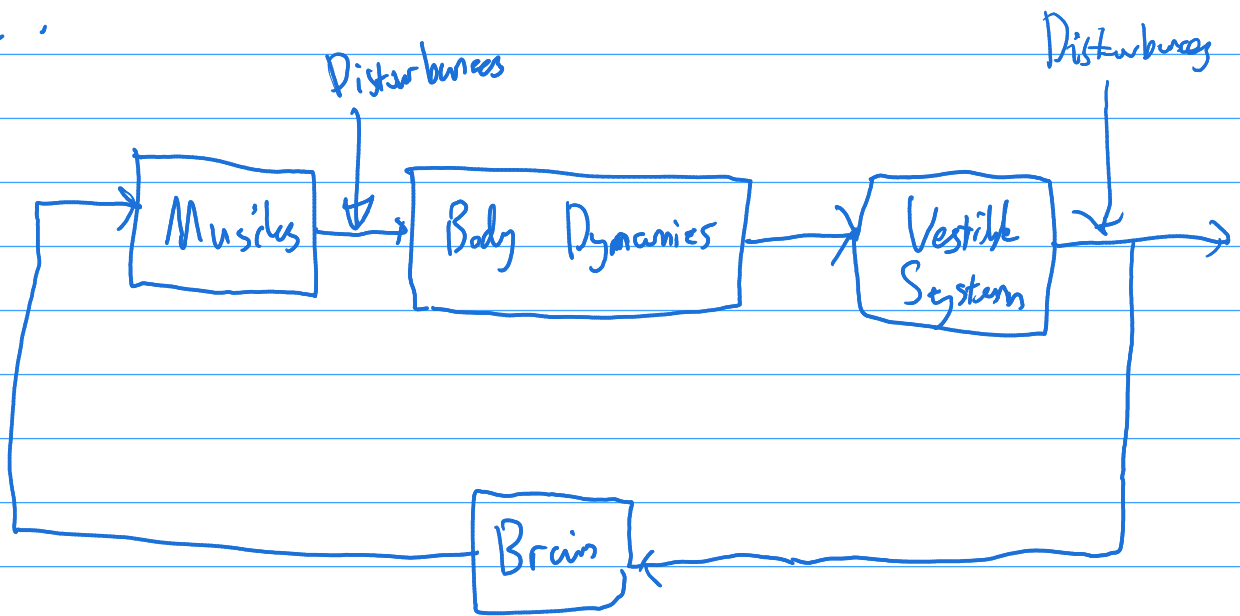 Disturbances
Disturbances
Muscles
Body Dynamics
Vestible
System
Brain